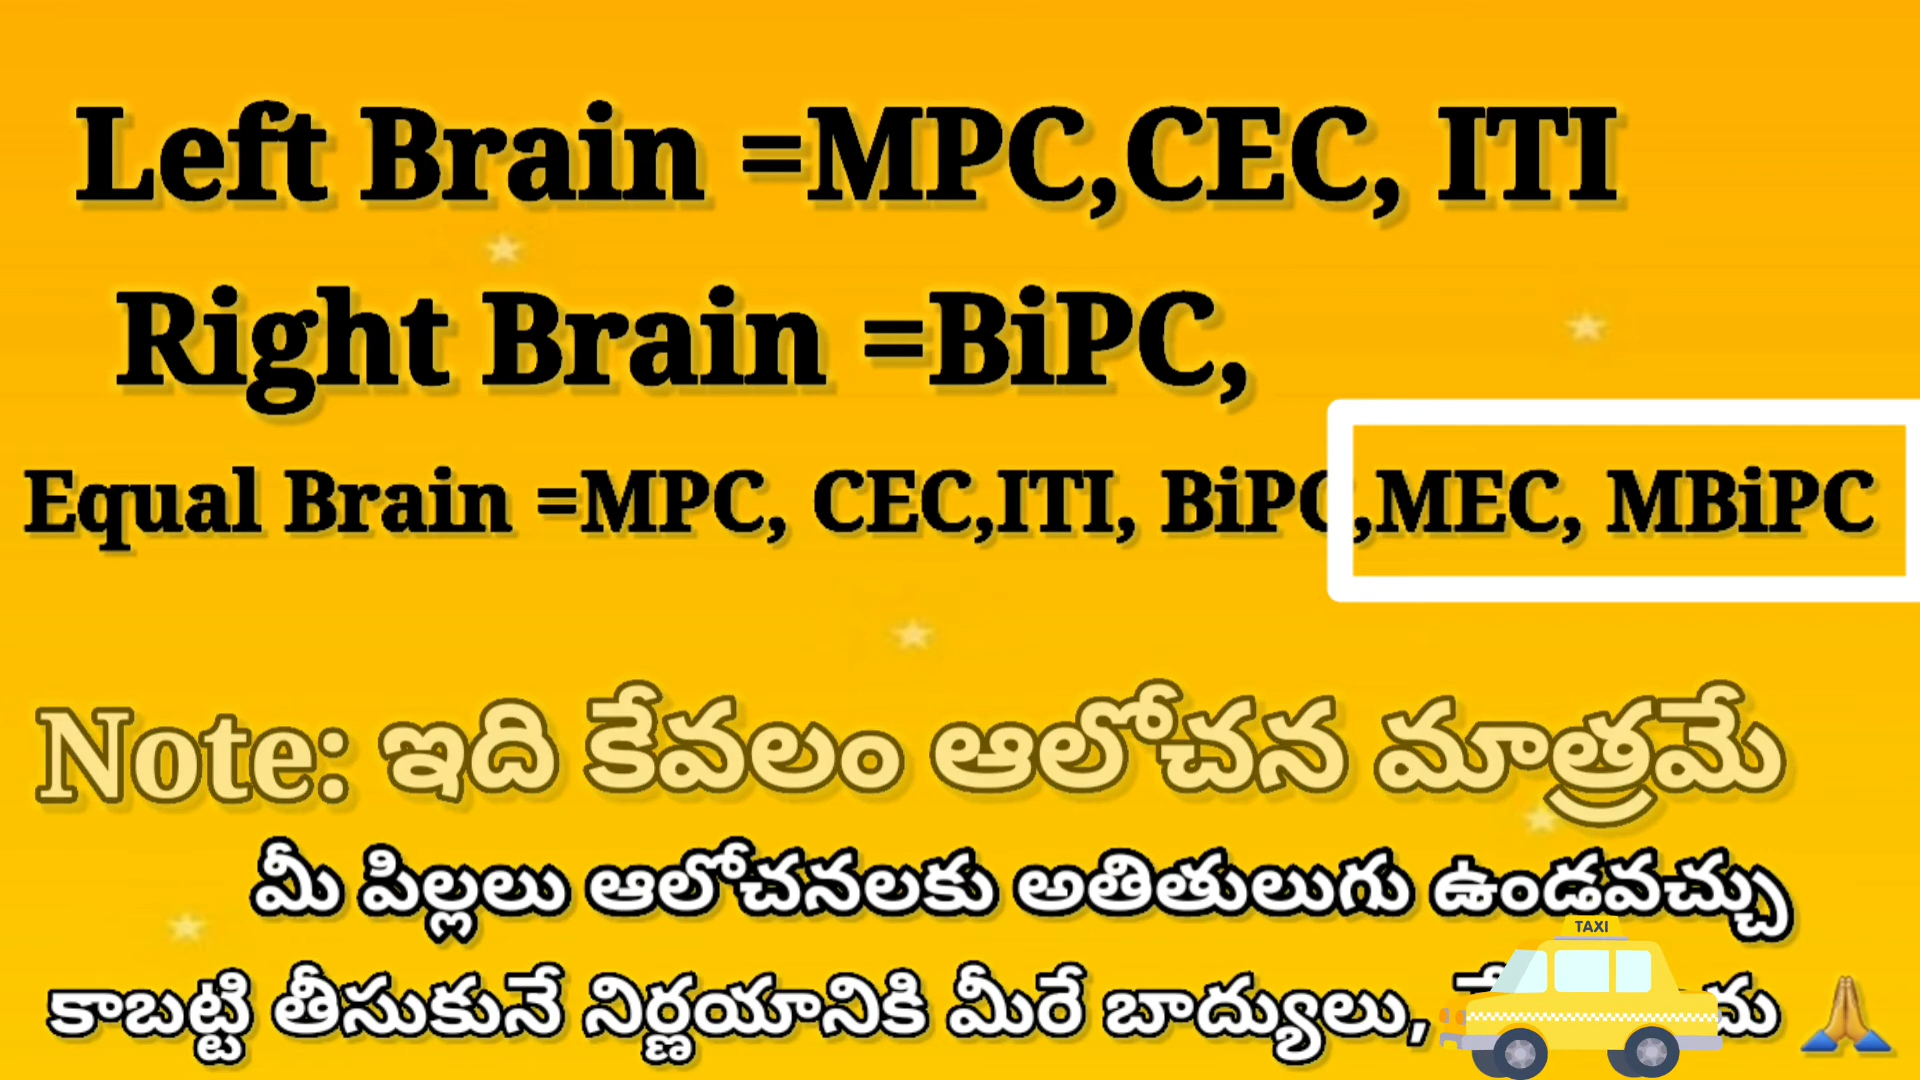 Left Brain =MPC,CEC, ITI
Right Brain =BiPC,
Equal Brain =MPC, CEC,ITI, BiPC,MEC, MBiPC
Note: ఇది కేవలం ఆలోచన మాత్రమే
మీ పిల్లలు ఆలోచనలకు అతితులుగు ఉండవచ్చు
కాబట్టి తీసుకునే నిర్ణయానికి మీరే బాద్యులు,
TAXI